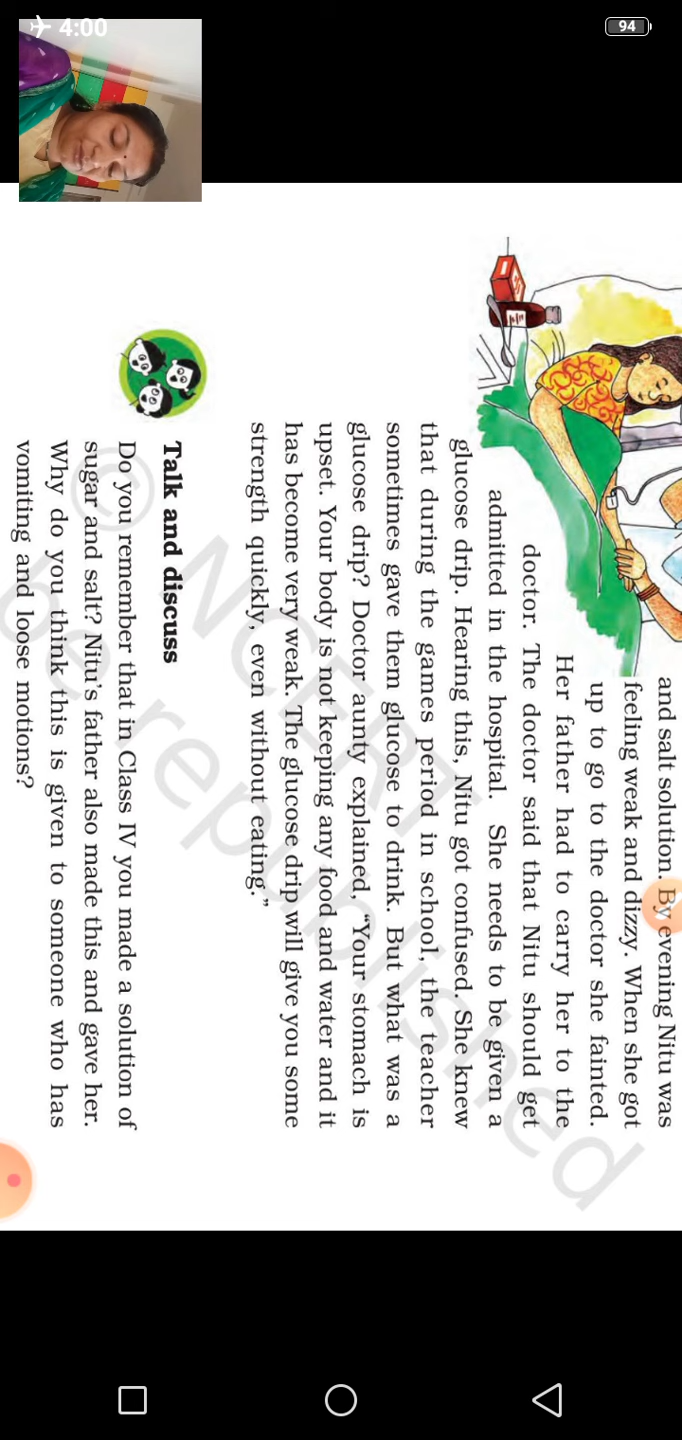 4:00
94
and salt solution. By evening Nitu was
feeling weak and dizzy. When she got
up to go to the doctor she fainted.
Her father had to carry her to the
doctor. The doctor said that Nitu should get
admitted in the hospital. She needs to be given a
glucose drip. Hearing this, Nitu got confused. She knew
that during the games period in school, the teacher
sometimes gave them glucose to drink. But what was a
glucose drip? Doctor aunty explained, “Your stomach is
upset. Your body is not keeping any food and water and it
has become very weak. The glucose drip will give you some
strength quickly, even without eating.”
Talk and discuss
Do you remember that in Class IV you made a solution of
sugar and salt? Nitu’s father also made this and gave her.
Why do you think this is given to someone who has
vomiting and loose motions?
© NCERT
be republished